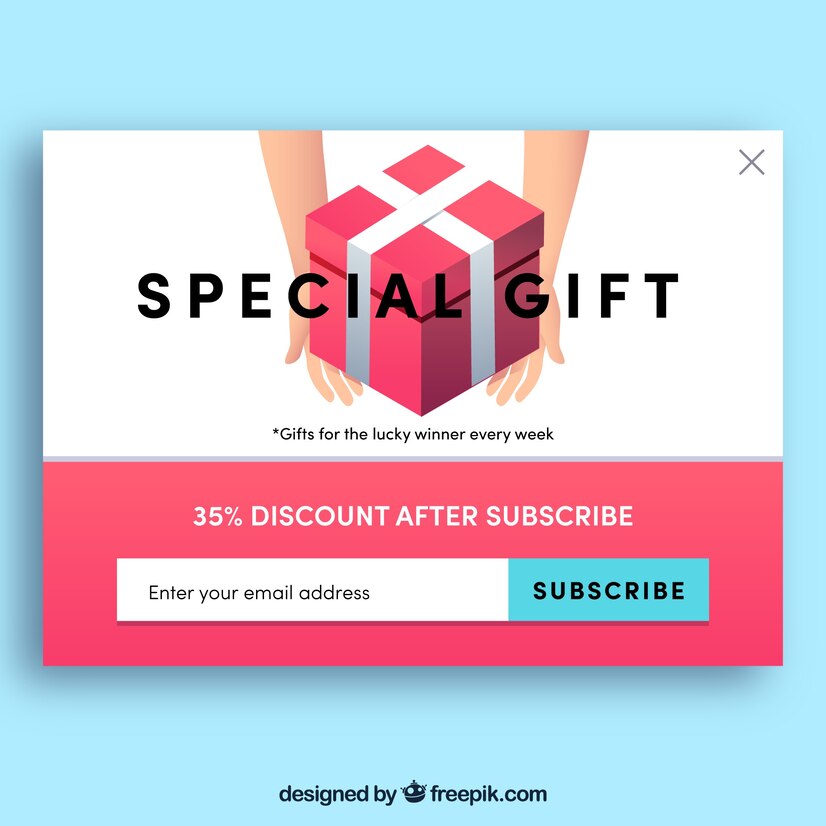 SPECIAL GIFT
*Gifts for the lucky winner every week
35% DISCOUNT AFTER SUBSCRIBE
Enter your email address
SUBSCRIBE
designed by freepik.com